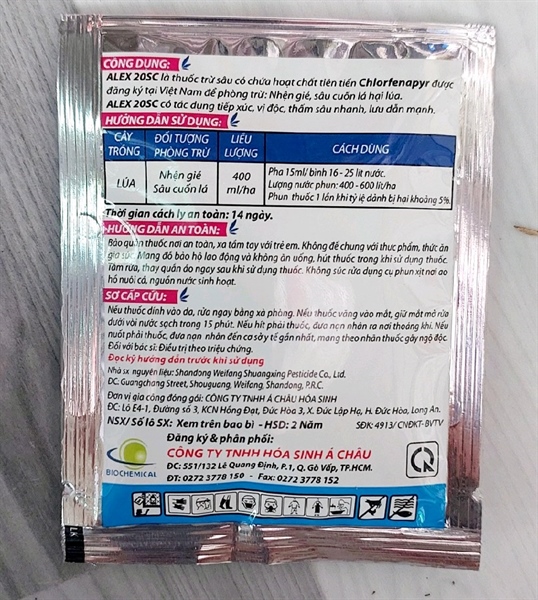 CÔNG DỤNG:
ALEX 20SC là thuốc trừ sâu có chứa hoạt chất tiên tiến Chlorfenapyr được
đăng ký tại Việt Nam để phòng trừ: Nhện gié, sâu cuốn lá hại lúa.
ALEX 20SC có tác dụng tiếp xúc, vị độc, thấm sâu nhanh, lưu dẫn mạnh.
HƯỚNG DẪN SỬ DỤNG:
CÂY TRỒNG ĐỐI TƯỢNG PHÒNG TRỪ LIỀU LƯỢNG CÁCH DÙNG
LÚA Nhện gié Sâu cuốn lá 400 ml/ha
Pha 15ml/ bình 16 - 25 lít nước.
Lượng nước phun: 400 - 600 lít/ha
Phun thuốc 1 lần khi tỷ lệ dảnh bị hại khoảng 5%.
Thời gian cách ly an toàn: 14 ngày.
HƯỚNG DẪN AN TOÀN:
Bảo quản thuốc nơi an toàn, xa tầm tay với trẻ em. Không để chung với thực phẩm, thức ăn
gia súc. Mang đồ bảo hộ lao động và không ăn uống, hút thuốc trong khi sử dụng thuốc.
Tắm rửa, thay quần áo ngay sau khi sử dụng thuốc. Không súc rửa dụng cụ phun xịt nơi ao
hồ nuôi cá, nguồn nước sinh hoạt.
SƠ CẤP CỨU:
Nếu thuốc dính vào da, rửa ngay bằng xà phòng. Nếu thuốc văng vào mắt, giữ mắt mở rửa
dưới vòi nước sạch trong 15 phút. Nếu hít phải thuốc, đưa nạn nhân ra nơi thoáng khí. Nếu
nuốt phải thuốc, đưa nạn nhân đến cơ sở y tế gần nhất, mang theo nhãn thuốc gây ngộ độc.
Đối với bác sĩ: Điều trị theo triệu chứng.
Đọc kỹ hướng dẫn trước khi sử dụng
Nhà sx nguyên liệu: Shandong Weifang Shuangxing Pesticide Co., Ltd.
DC. Guangchang Street, Shouguang, Weifang, Shandong, P.R.C.
Đơn vị gia công đóng gói: CÔNG TY TNHH Á CHÂU HÓA SINH
ĐC: Lô E4-1, Đường số 3, KCN Hồng Đạt, Đức Hòa 3, X. Đức Lập Hạ, H. Đức Hòa, Long An.
NSX/ Số lô SX: Xem trên bao bì - HSD: 2 Năm SĐK: 4913/ CNĐKT- BVTV
Đăng ký & phân phối:
CÔNG TY TNHH HÓA SINH Á CHÂU
DC: 551/132 Lê Quang Định, P.1, Q. Gò Vấp, TP.HCM.
ĐT: 0272 3778 150 - Fax: 0272 3778 152
BIOCHEMICAL